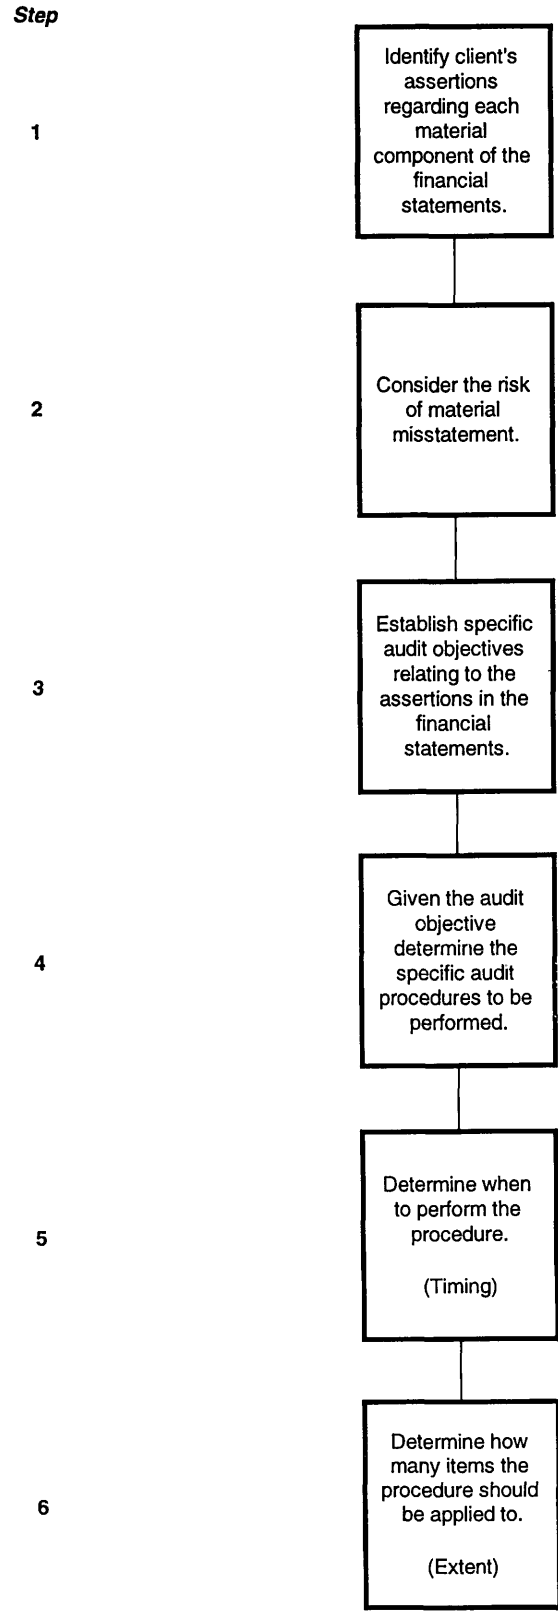 Step
1
Identify client's
assertions
regarding each
material
component of the
financial
statements.
2
Consider the risk
of material
misstatement.
3
Establish specific
audit objectives
relating to the
assertions in the
financial
statements.
4
Given the audit
objective
determine the
specific audit
procedures to be
performed.
5
Determine when
to perform the
procedure.
(Timing)
6
Determine how
many items the
procedure should
be applied to.
(Extent)